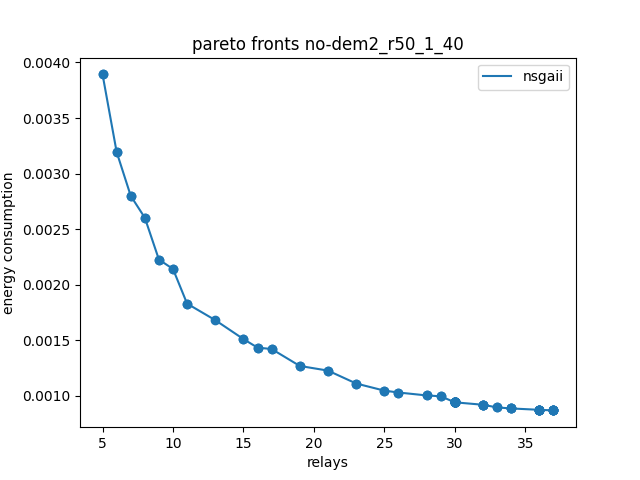 pareto fronts no-dem2_r50_1_40
nsgaii
0.0040
0.0035
0.0030
0.0025
0.0020
0.0015
0.0010
energy consumption
5 10 15 20 25 30 35
relays